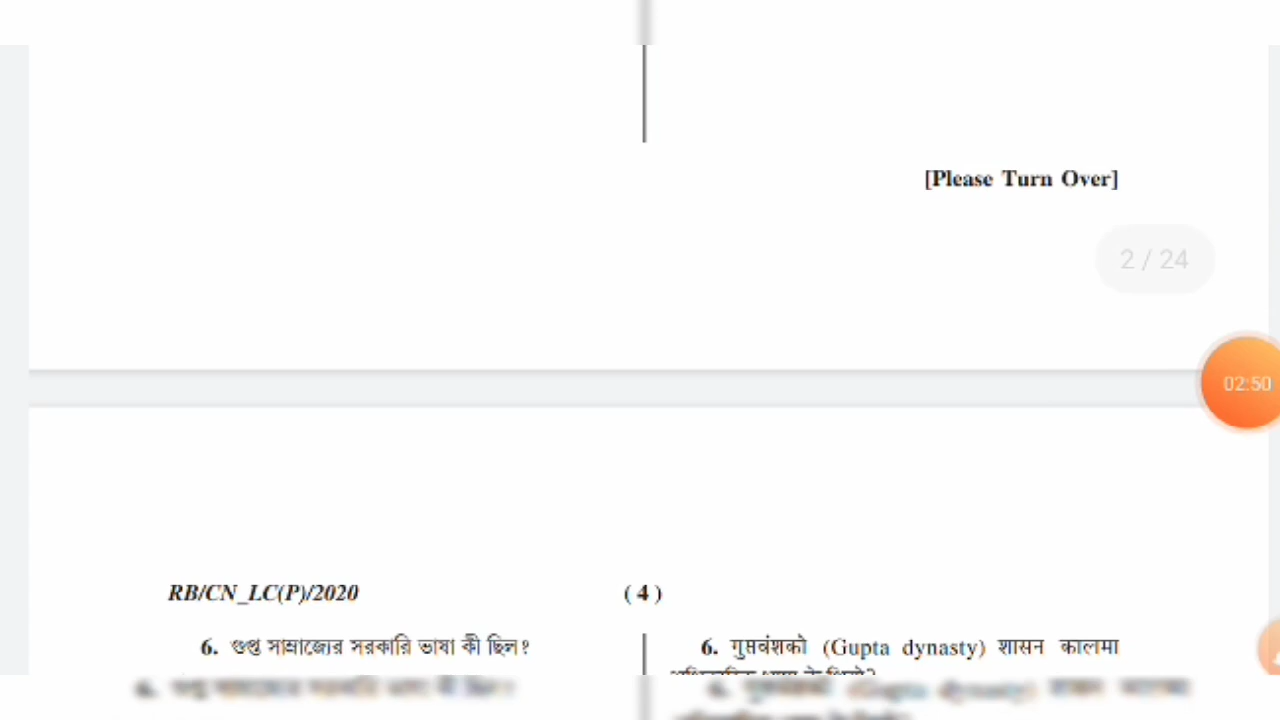 [Please Turn Over]
2 / 24
02:50
RB/CN_LC(P)/2020
( 4 )
6. গুপ্ত সাম্রাজ্যের সরকারি ভাষা কী ছিল?
6. गुप्तवंशको (Gupta dynasty) शासन कालमा